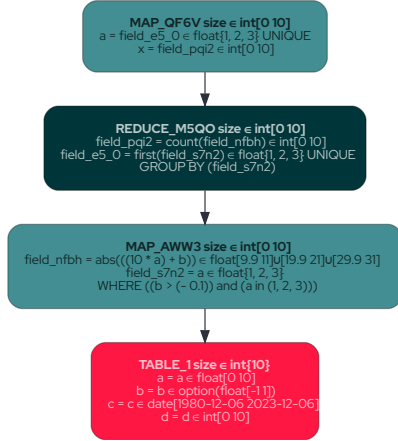 MAP_QF6V size ∈ int[0 10]
a = field_e5_0 ∈ float{1, 2, 3} UNIQUE
x = field_pqi2 ∈ int[0 10]
REDUCE_M5QO size ∈ int[0 10]
field_pqi2 = count(field_nfbh) ∈ int[0 10]
field_e5_0 = first(field_s7n2) ∈ float{1, 2, 3} UNIQUE
GROUP BY (field_s7n2)
MAP_AWW3 size ∈ int[0 10]
field_nfbh = abs(((10 * a) + b)) ∈ float[9.9 11]∪[19.9 21]∪[29.9 31]
field_s7n2 = a ∈ float{1, 2, 3}
WHERE ((b > (- 0.1)) and (a in (1, 2, 3)))
TABLE_1 size ∈ int{10}
a = a ∈ float[0 10]
b = b ∈ option(float[-1 1])
c = c ∈ date[1980-12-06 2023-12-06]
d = d ∈ int[0 10]